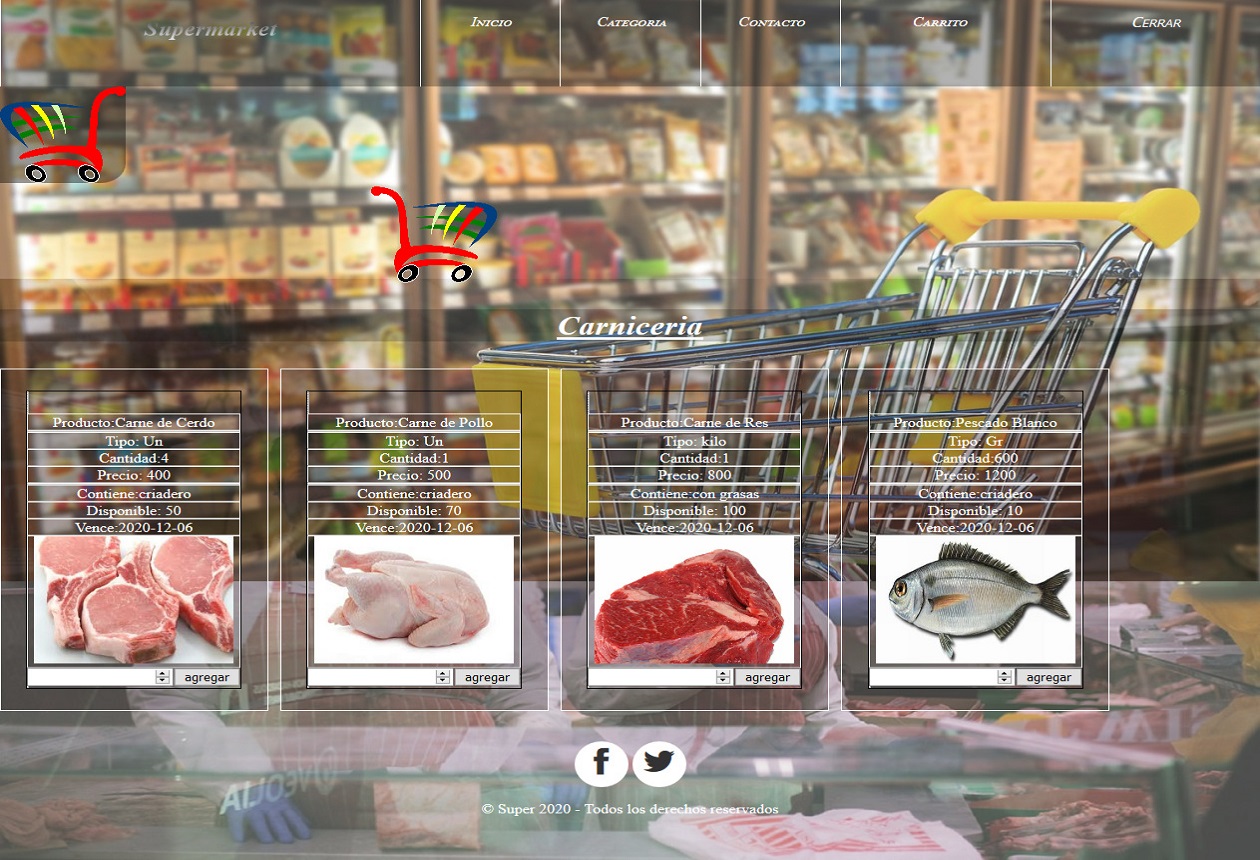 Supermarket
Inicio
Categoria
Contacto
Carrito
Cerrar
Carniceria
Producto:Carne de Cerdo
Tipo: Un
Cantidad:4
Precio: 400
Contiene:criadero
Disponible: 50
Vence:2020-12-06
agregar
Producto:Carne de Pollo
Tipo: Un
Cantidad:1
Precio: 500
Contiene:criadero
Disponible: 70
Vence:2020-12-06
agregar
Producto:Carne de Res
Tipo: kilo
Cantidad:1
Precio: 800
Contiene:con grasas
Disponible: 100
Vence:2020-12-06
agregar
Producto:Pescado Blanco
Tipo: Gr
Cantidad:600
Precio: 1200
Contiene:criadero
Disponible: 10
Vence:2020-12-06
agregar
© Super 2020 - Todos los derechos reservados